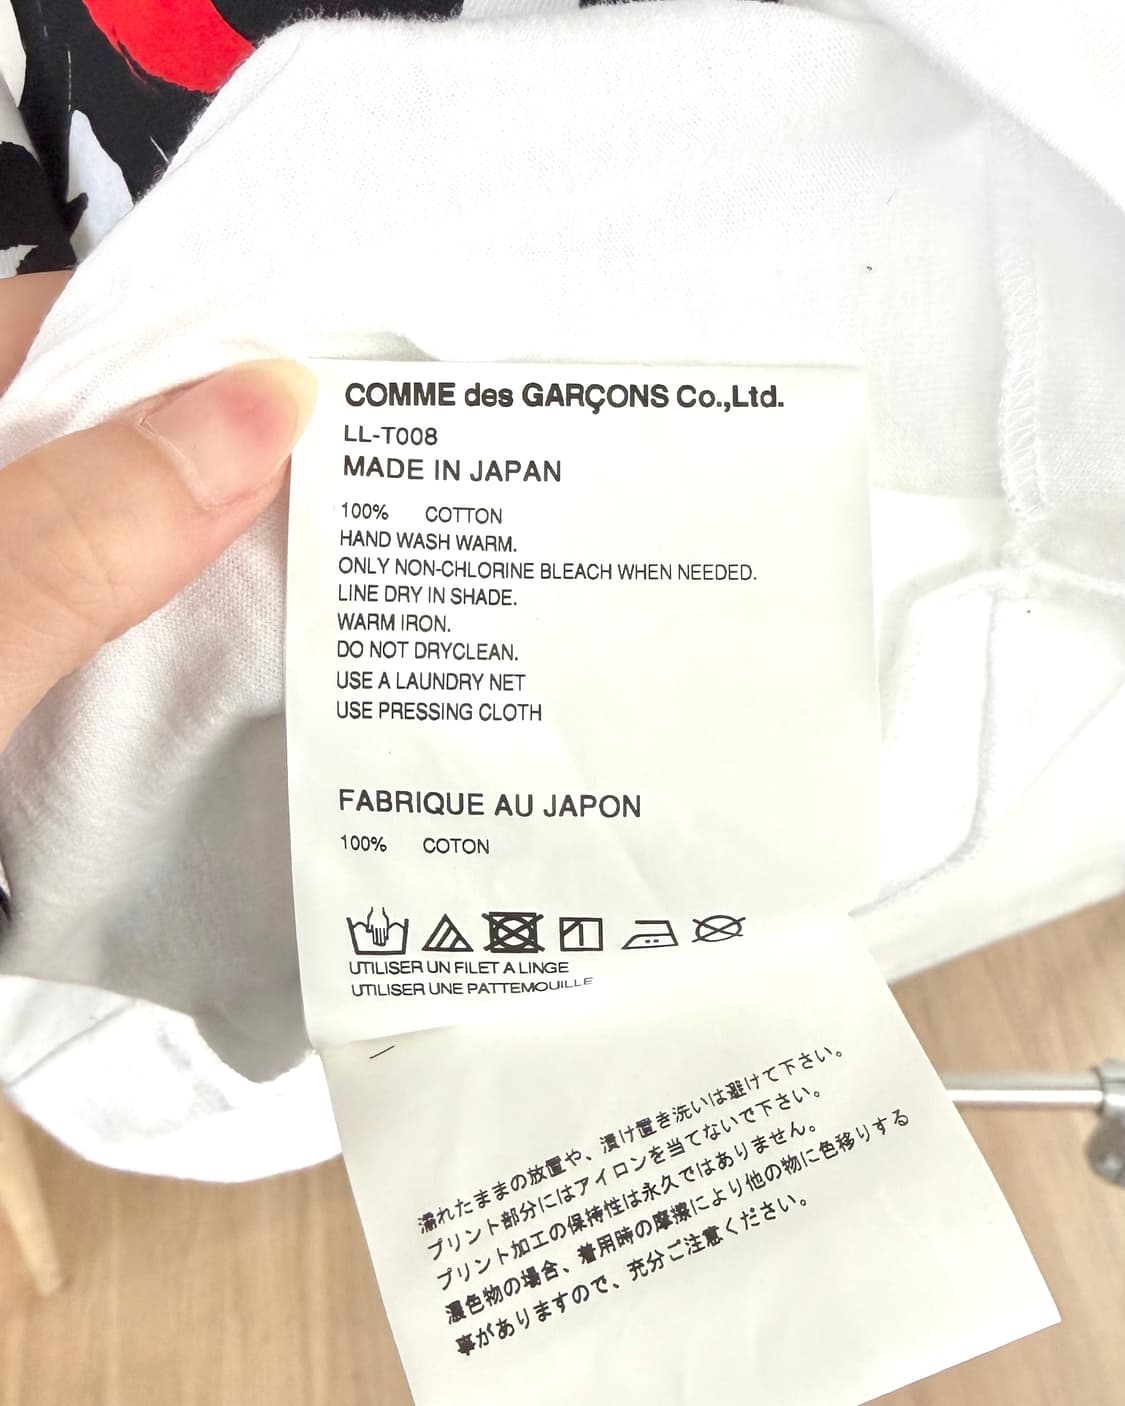 COMME des GARÇONS Co.,Ltd.
LL-T008
MADE IN JAPAN
100% COTTON
HAND WASH WARM.
ONLY NON-CHLORINE BLEACH WHEN NEEDED.
LINE DRY IN SHADE.
WARM IRON.
DO NOT DRYCLEAN.
USE A LAUNDRY NET
USE PRESSING CLOTH
FABRIQUE AU JAPON
100% COTON
UTILISER UN FILET A LINGE
UTILISER UNE PATTEMOUILLE
濡れたままの放置や、漬け置き洗いは避けて下さい。
プリント部分にはアイロンを当てないで下さい。
プリント加工の保持性は永久ではありません。
濃色物の場合、着用時の摩擦により他の物に色移りする
事がありますので、充分ご注意ください。